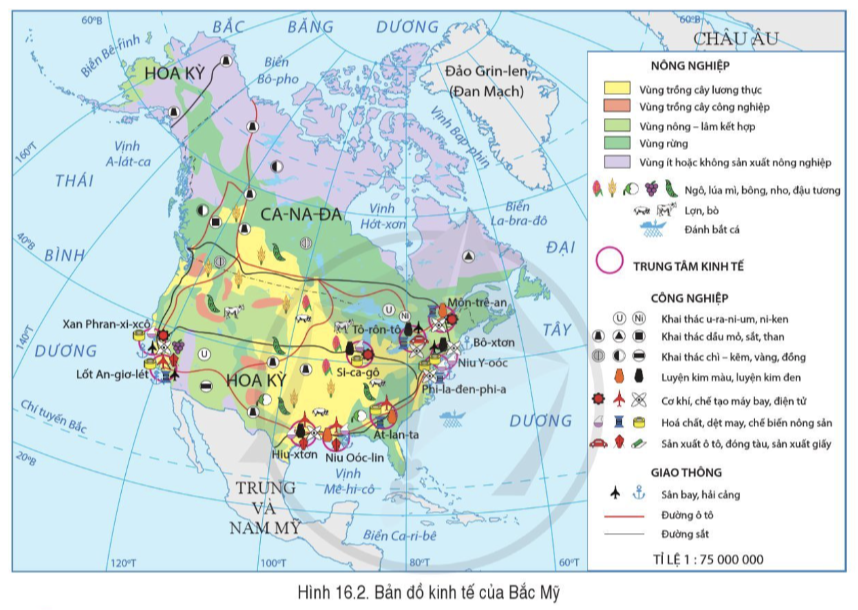 60°B
BẮC
BĂNG
DƯƠNG
60°B
CHÂU ÂU
Biển Bê-rinh
HOA KỲ
Biển
Bô-pho
Đảo Grin-len
(Đan Mạch)
Vịnh Bap-phin
160°T
Vịnh
A-lát-ca
THÁI
CA-NA-ĐA
Vịnh
Hớt-xơn
Biển
La-bra-đô
ĐẠI
40°B
BÌNH
140°T
Môn-trê-an
TÂY
Xan Phran-xi-xcô
Tô-rôn-tô
Bô-xtơn
DƯƠNG
Niu Y-oóc
Lốt An-giơ-lét
HOA KỲ
Si-ca-gô
Phi-la-đen-phi-a
Chí tuyến Bắc
DƯƠNG
At-lan-ta
20°B
Hiu-xtơn
Niu Oóc-lin
Vịnh
Mê-hi-cô
TRUNG
VÀ
NAM MỸ
Biển Ca-ri-bê
120°T
100°T
80°T
60°T
U
Ni
U
NÔNG NGHIỆP
Vùng trồng cây lương thực
Vùng trồng cây công nghiệp
Vùng nông – lâm kết hợp
Vùng rừng
Vùng ít hoặc không sản xuất nông nghiệp
Ngô, lúa mì, bông, nho, đậu tương
Lợn, bò
Đánh bắt cá
TRUNG TÂM KINH TẾ
CÔNG NGHIỆP
U Ni Khai thác u-ra-ni-um, ni-ken
Khai thác dầu mỏ, sắt, than
Khai thác chì – kẽm, vàng, đồng
Luyện kim màu, luyện kim đen
Cơ khí, chế tạo máy bay, điện tử
Hoá chất, dệt may, chế biến nông sản
Sản xuất ô tô, đóng tàu, sản xuất giấy
GIAO THÔNG
Sân bay, hải cảng
Đường ô tô
Đường sắt
TỈ LỆ 1 : 75 000 000
Hình 16.2. Bản đồ kinh tế của Bắc Mỹ